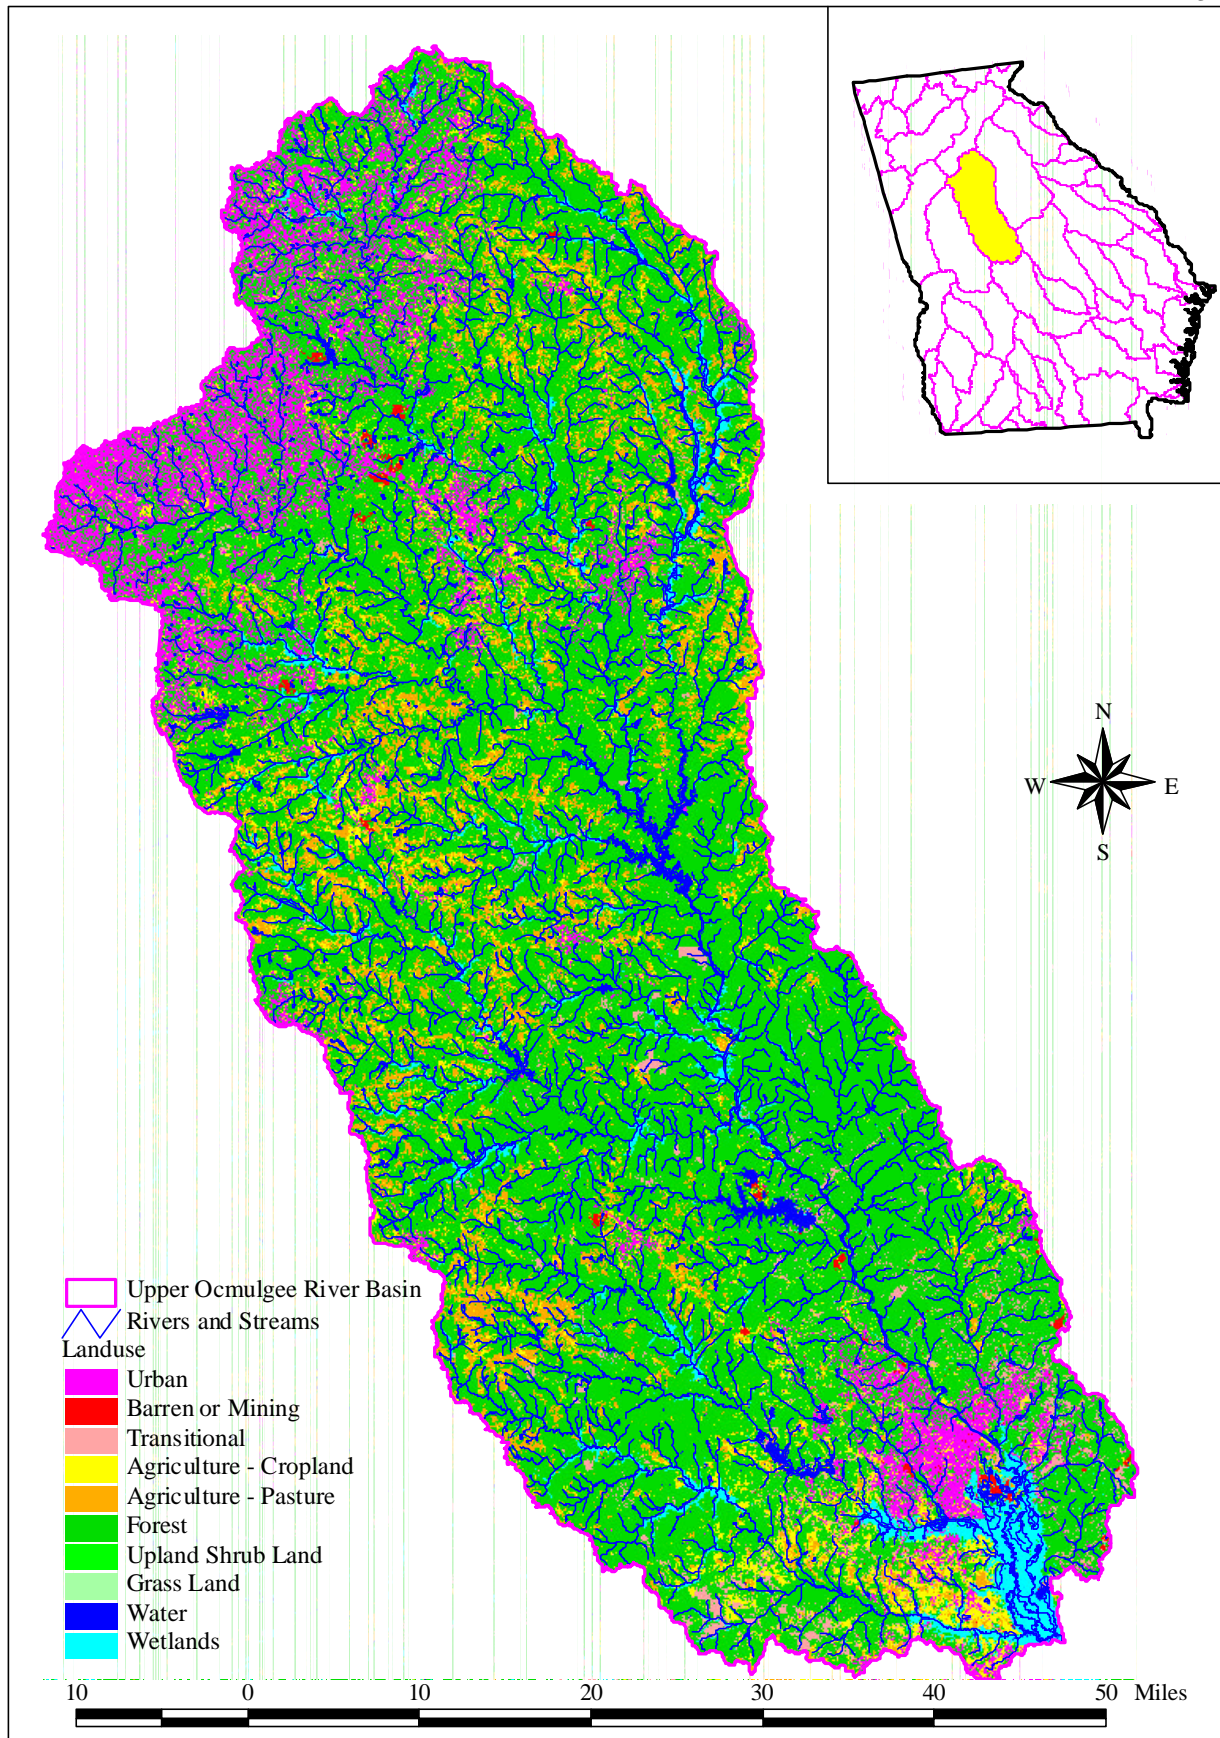 N
W E
S
Upper Ocmulgee River Basin
Rivers and Streams
Landuse
Urban
Barren or Mining
Transitional
Agriculture - Cropland
Agriculture - Pasture
Forest
Upland Shrub Land
Grass Land
Water
Wetlands
10 0 10 20 30 40 50 Miles